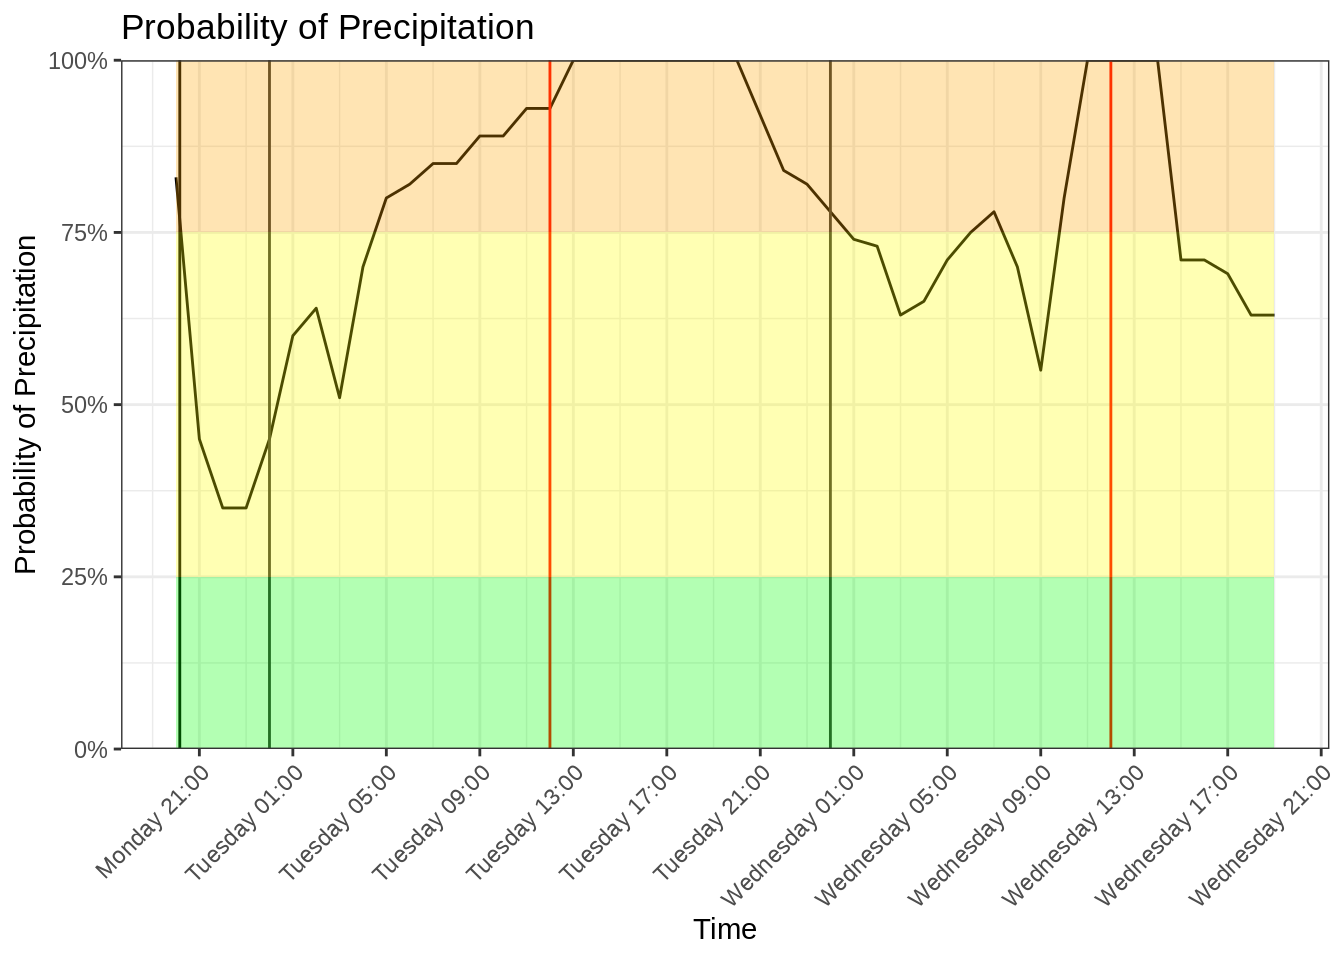 Probability of Precipitation
100%
75%
50%
25%
0%
Probability of Precipitation
Monday 21:00
Tuesday 01:00
Tuesday 05:00
Tuesday 09:00
Tuesday 13:00
Tuesday 17:00
Tuesday 21:00
Wednesday 01:00
Wednesday 05:00
Wednesday 09:00
Wednesday 13:00
Wednesday 17:00
Wednesday 21:00
Time